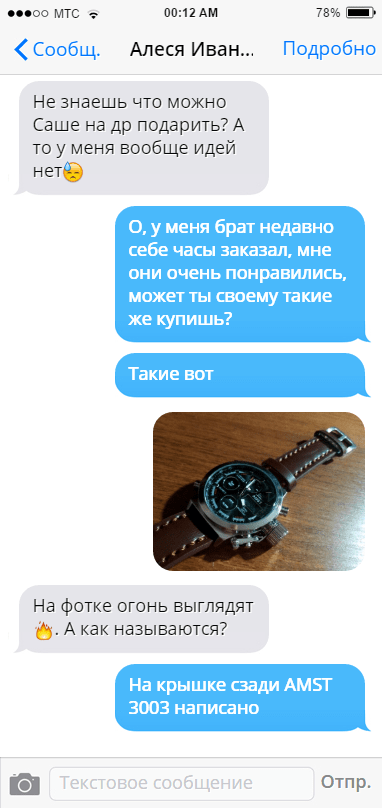 МТС 00:12 AM 78%
Сообщ. Алеся Иван... Подробно
Не знаешь что можно
Саше на др подарить? А
то у меня вообще идей
нет😓
О, у меня брат недавно
себе часы заказал, мне
они очень понравились,
может ты своему такие
же купишь?
Такие вот
На фотке огонь выглядят
🔥. А как называются?
На крышке сзади AMST
3003 написано
Текстовое сообщение Отпр.